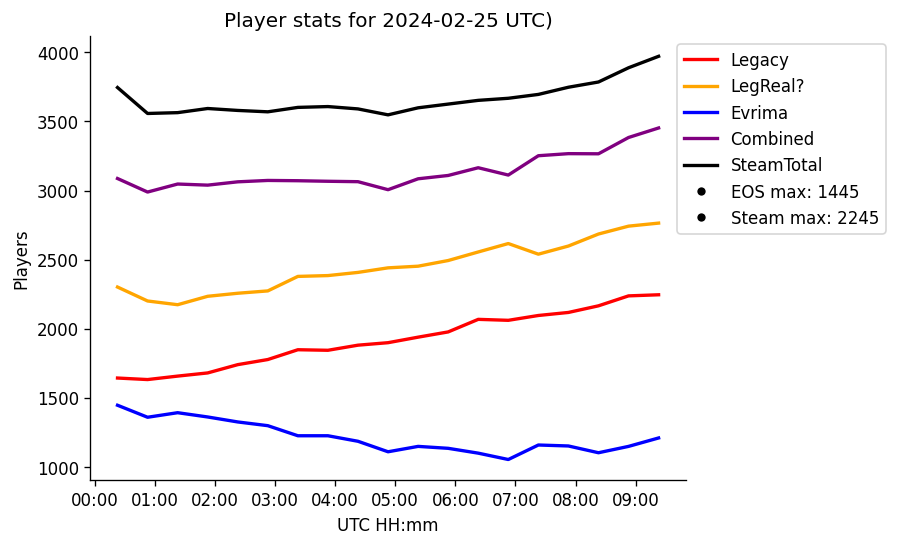 Player stats for 2024-02-25 UTC)
Players
4000
3500
3000
2500
2000
1500
1000
00:00 01:00 02:00 03:00 04:00 05:00 06:00 07:00 08:00 09:00
UTC HH:mm
Legacy
LegReal?
Evrima
Combined
SteamTotal
EOS max: 1445
Steam max: 2245